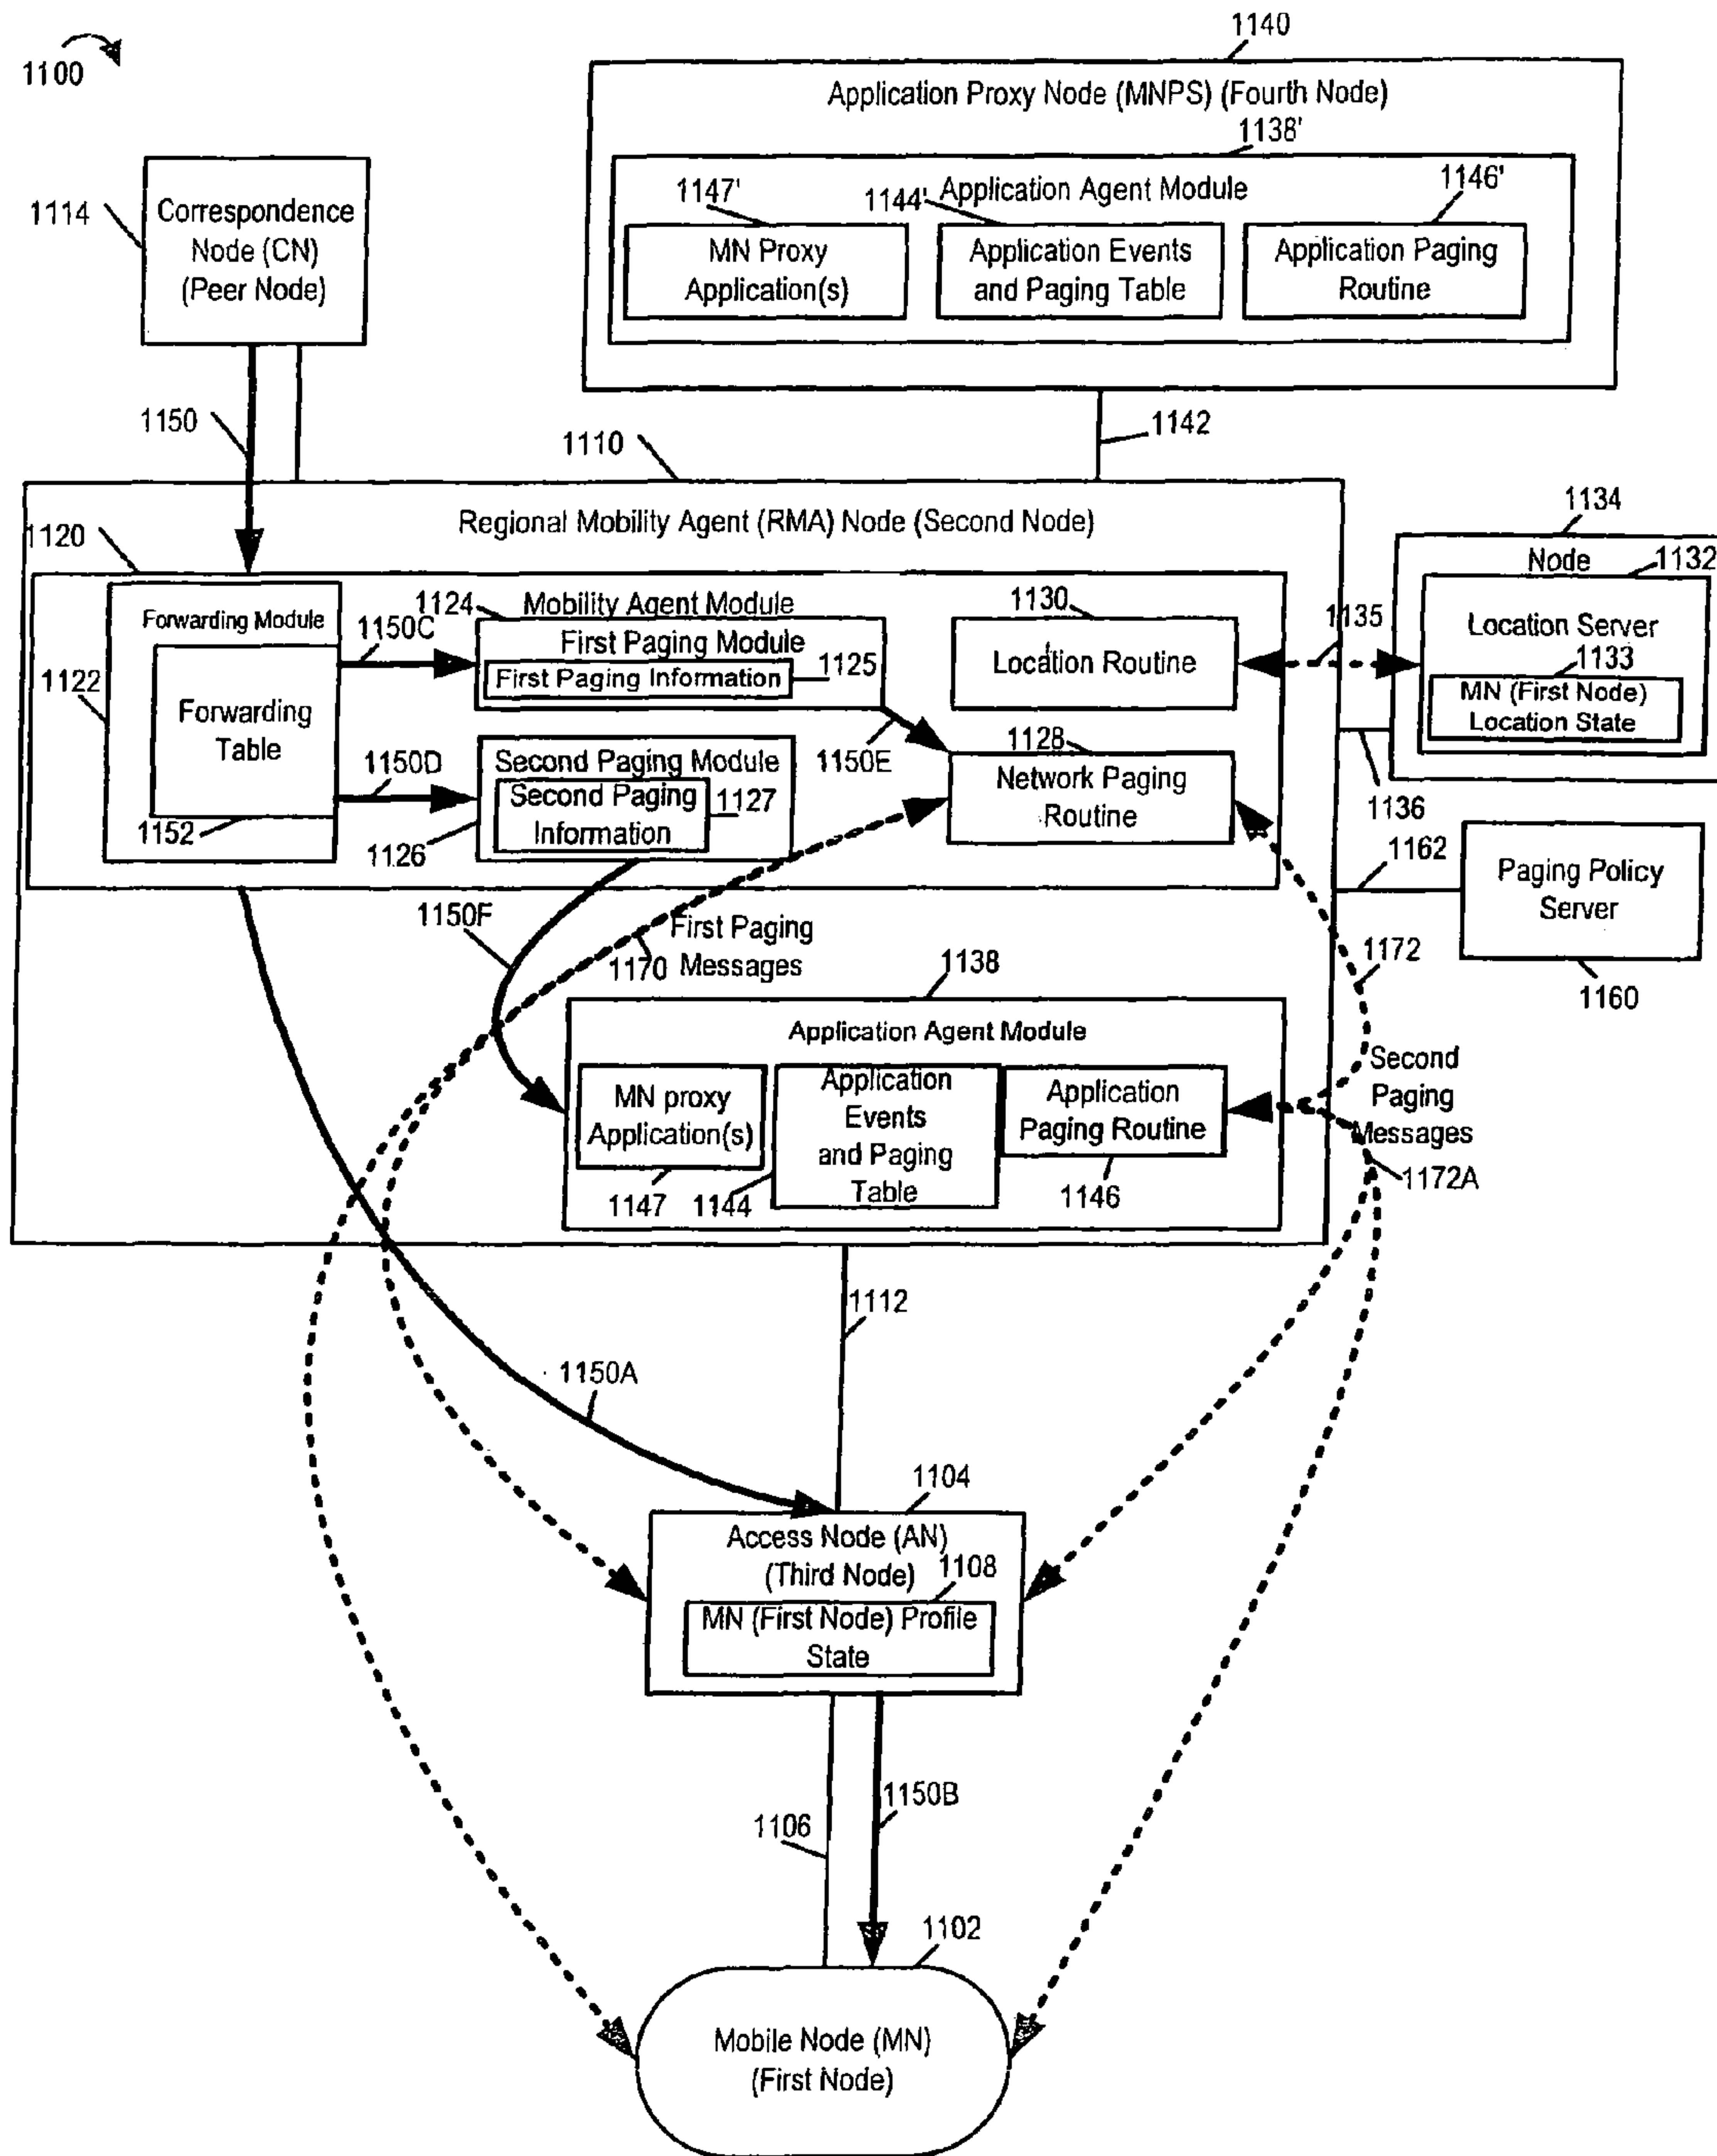 1100
1140
Application Proxy Node (MNPS) (Fourth Node)
1138'
Application Agent Module
1147'
1144'
1146'
MN Proxy
Application(s)
Application Events
and Paging Table
Application Paging
Routine
1114
Correspondence
Node (CN)
(Peer Node)
1150
1142
1110
Regional Mobility Agent (RMA) Node (Second Node)
1120
1134
Node
1132
Location Server
1133
MN (First Node)
Location State
1135
1136
Mobility Agent Module
Forwarding Module
1122
Forwarding
Table
1152
1150C
1124
First Paging Module
First Paging Information
1125
1130
Location Routine
1150E
1128
Network Paging
Routine
1150D
Second Paging Module
Second Paging
Information
1127
1126
1162
Paging Policy
Server
1160
1150F
First Paging
Messages
1170
1172
Second
Paging
Messages
1172A
1138
Application Agent Module
MN proxy
Application(s)
1147
1144
Application
Events
and Paging
Table
Application
Paging Routine
1146
1112
1150A
1104
Access Node (AN)
(Third Node)
1108
MN (First Node) Profile
State
1106
1150B
1102
Mobile Node (MN)
(First Node)